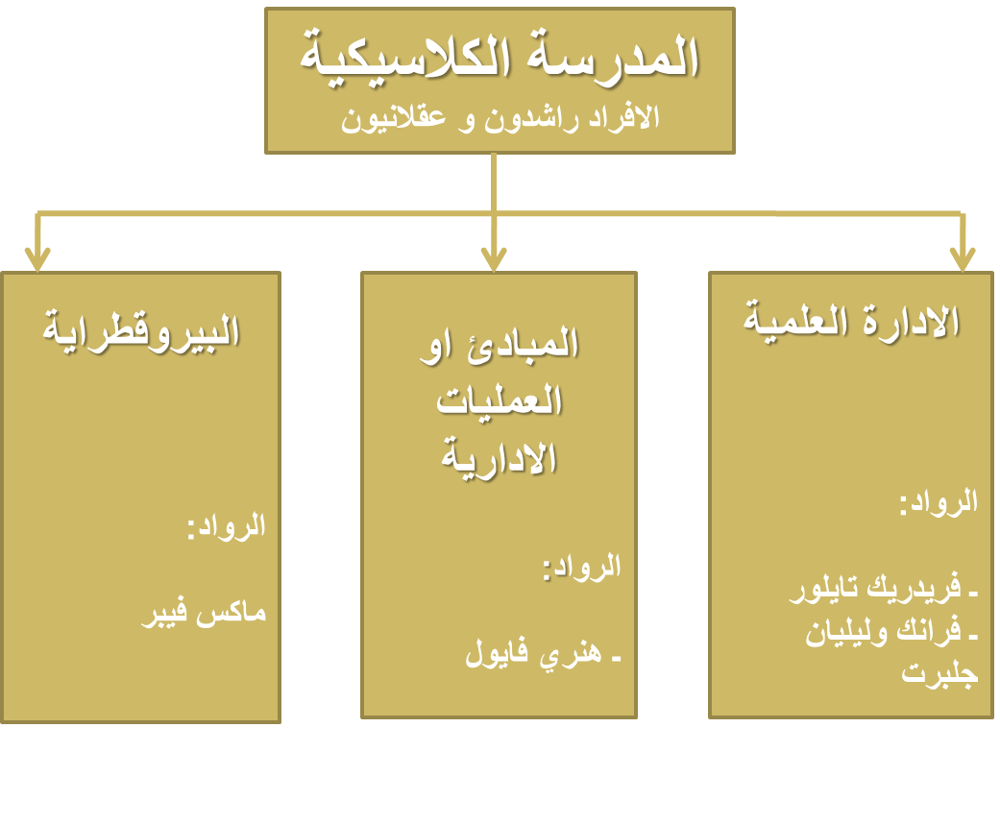 المدرسة الكلاسيكية
الافراد راشدون و عقلانيون
الادارة العلمية
الرواد:
- فريدريك تايلور
- فرانك وليليان
جلبرت
المبادئ او
العمليات
الادارية
الرواد:
- هنري فايول
البيروقطراية
الرواد:
ماكس فيبر